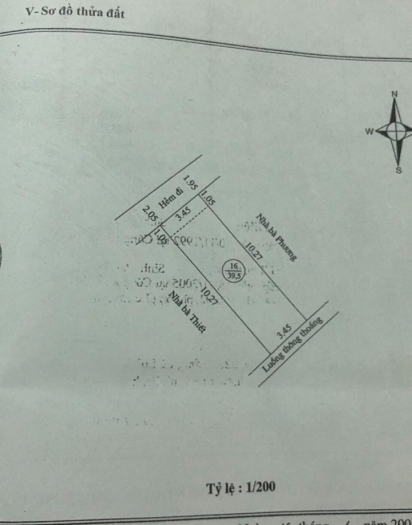 V- Sơ đồ thửa đất
N
W
S
1.95
Hẻm đi
2.05
1.05
3.45
1.05
Nhà bà Phương
10.27
16
39,5
10.27
Nhà bà Thiết
3.45
Luồng thông thoáng
Tỷ lệ : 1/200